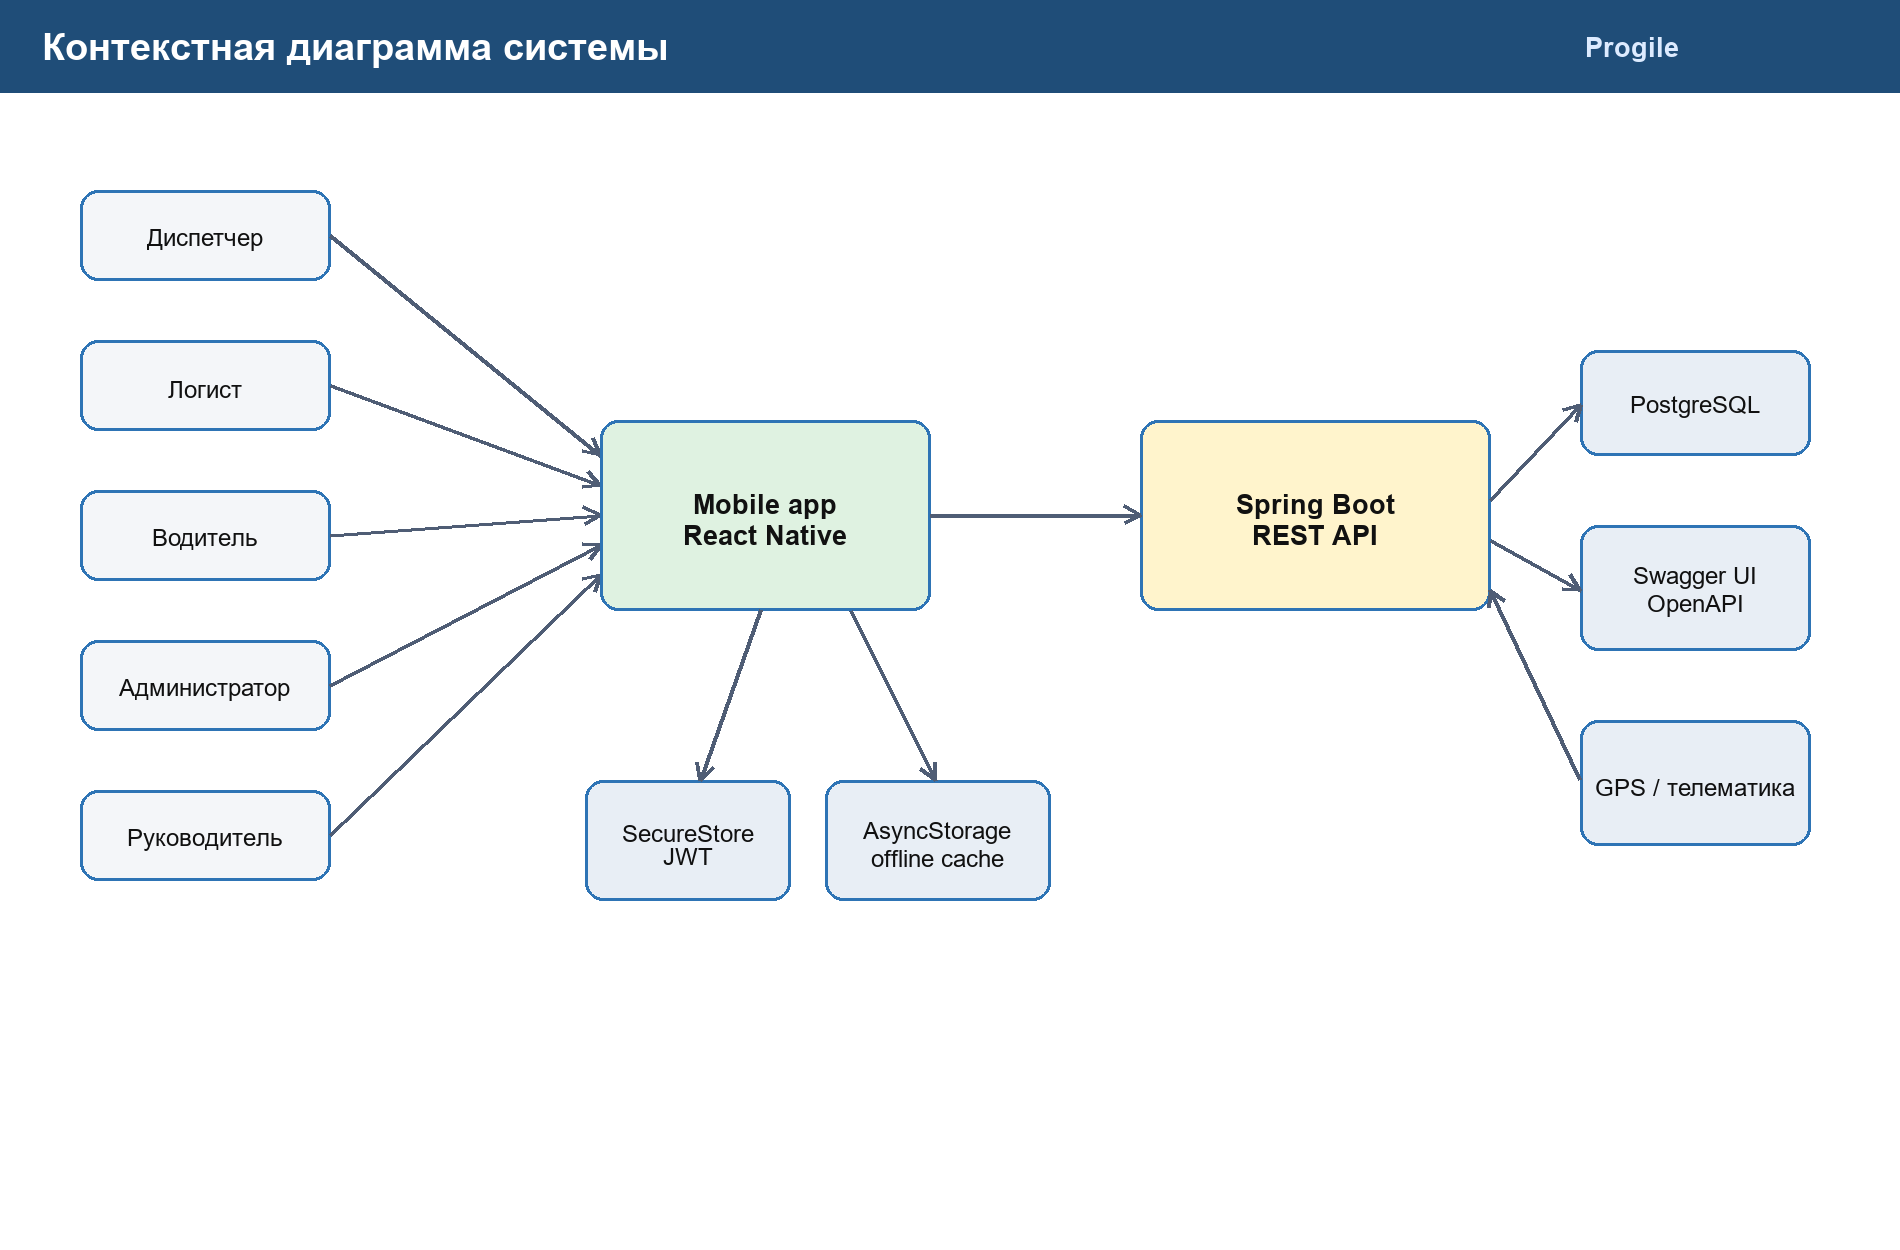 Контекстная диаграмма системы
Progile
Диспетчер
Логист
Водитель
Администратор
Руководитель
Mobile app
React Native
SecureStore
JWT
AsyncStorage
offline cache
Spring Boot
REST API
PostgreSQL
Swagger UI
OpenAPI
GPS / телематика